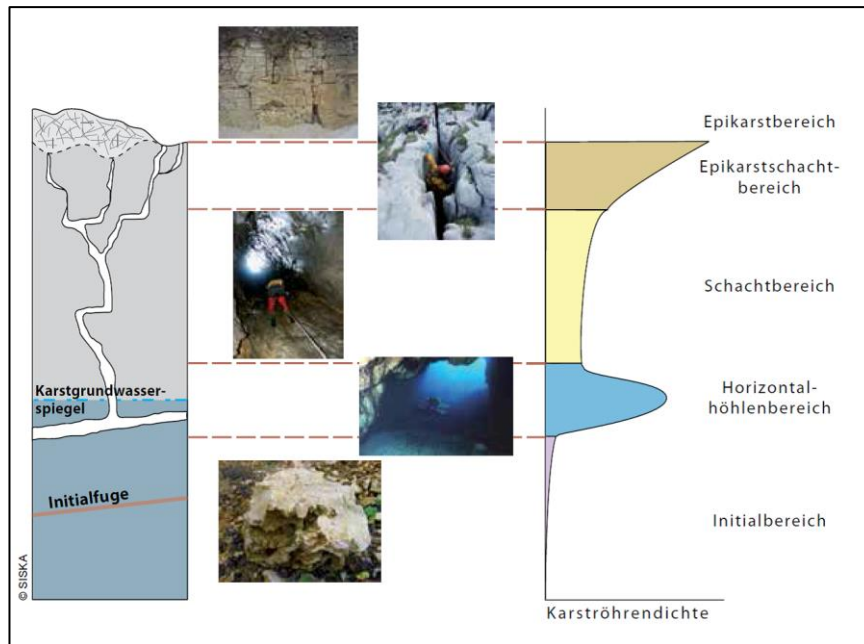 Epikarstbereich
Epikarstschacht-
bereich
Schachtbereich
Karstgrundwasser-
spiegel
Horizontal-
höhlenbereich
Initialfuge
Initialbereich
© SISKA
Karströhrendichte